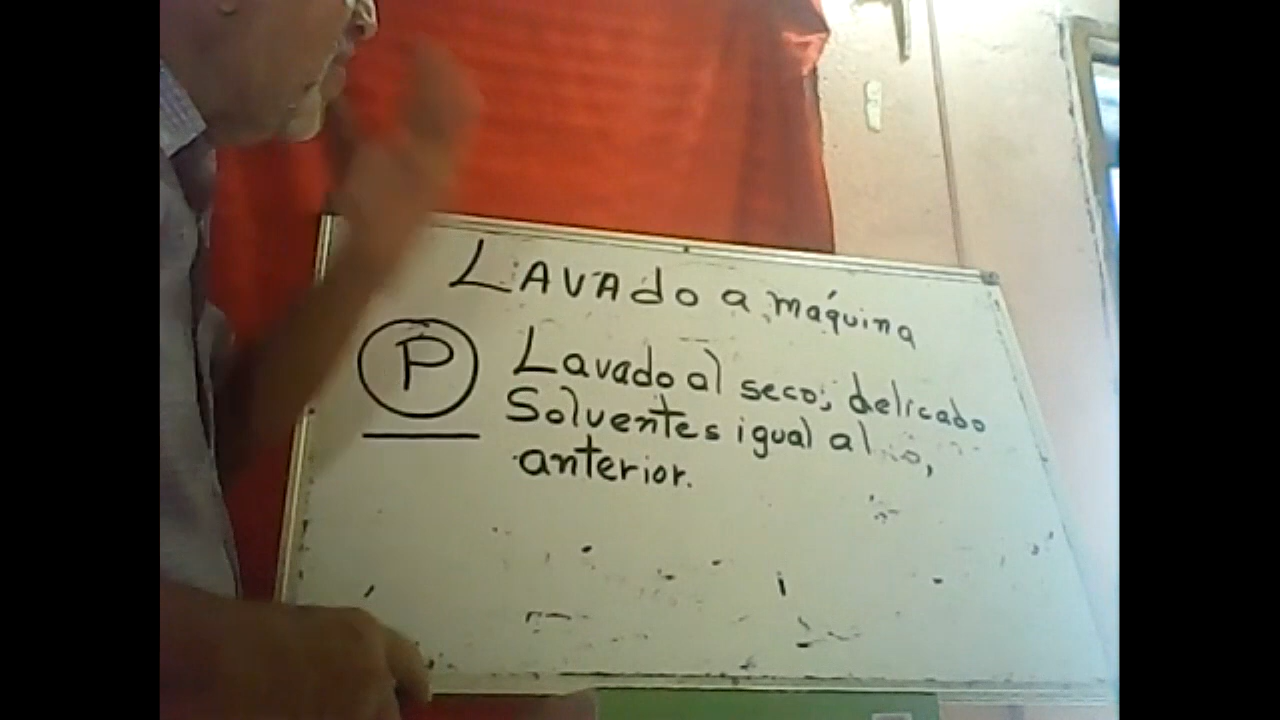 LAVAdo a máquina
P Lavado al seco; delicado
Solventes igual al
anterior.